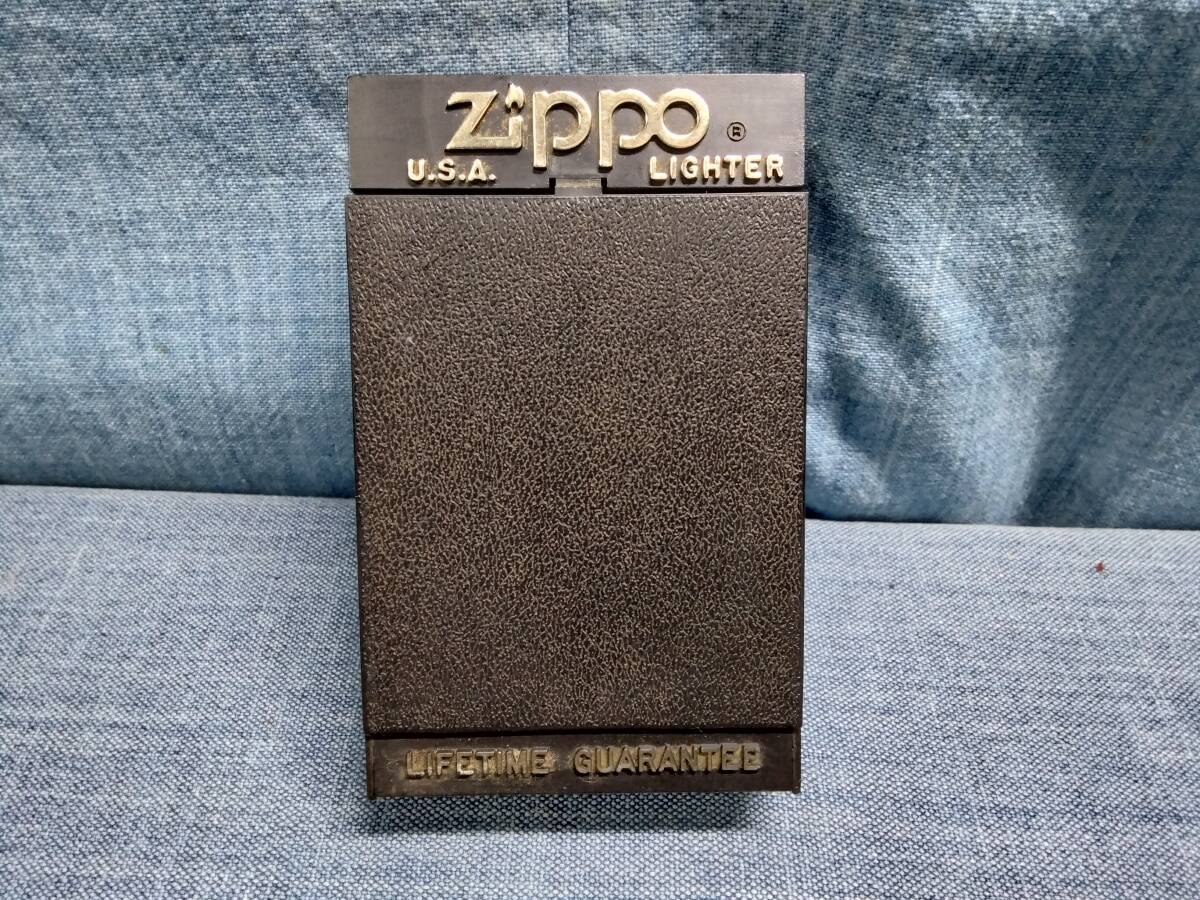 Zippo ®
U.S.A. LIGHTER
LIFETIME GUARANTEE